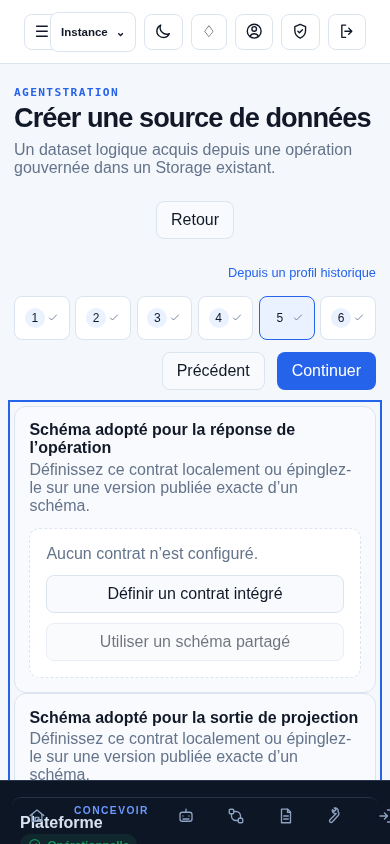 Instance
AGENTSTRATION
Créer une source de données
Un dataset logique acquis depuis une opération
gouvernée dans un Storage existant.
Retour
Depuis un profil historique
1 2 3 4 5 6
Précédent Continuer
Schéma adopté pour la réponse de
l’opération
Définissez ce contrat localement ou épinglez-
le sur une version publiée exacte d’un
schéma.
Aucun contrat n’est configuré.
Définir un contrat intégré
Utiliser un schéma partagé
Schéma adopté pour la sortie de projection
Définissez ce contrat localement ou épinglez-
le sur une version publiée exacte d’un
schéma.
CONCEVOIR
Plateforme
Opérationnelle